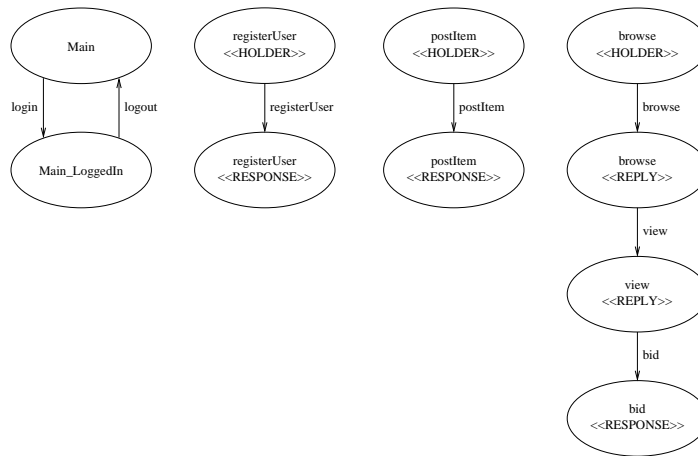 Main
login
logout
Main_LoggedIn
registerUser
<<HOLDER>>
registerUser
registerUser
<<RESPONSE>>
postItem
<<HOLDER>>
postItem
postItem
<<RESPONSE>>
browse
<<HOLDER>>
browse
browse
<<REPLY>>
view
view
<<REPLY>>
bid
bid
<<RESPONSE>>